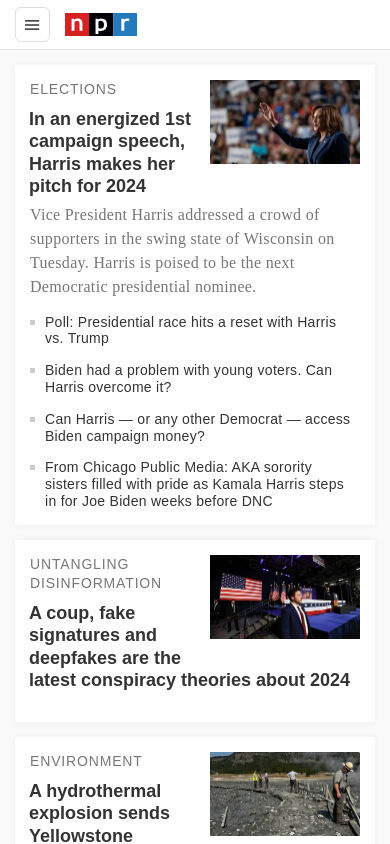 npr
ELECTIONS
In an energized 1st
campaign speech,
Harris makes her
pitch for 2024
Vice President Harris addressed a crowd of
supporters in the swing state of Wisconsin on
Tuesday. Harris is poised to be the next
Democratic presidential nominee.
Poll: Presidential race hits a reset with Harris
vs. Trump
Biden had a problem with young voters. Can
Harris overcome it?
Can Harris — or any other Democrat — access
Biden campaign money?
From Chicago Public Media: AKA sorority
sisters filled with pride as Kamala Harris steps
in for Joe Biden weeks before DNC
UNTANGLING
DISINFORMATION
A coup, fake
signatures and
deepfakes are the
latest conspiracy theories about 2024
ENVIRONMENT
A hydrothermal
explosion sends
Yellowstone